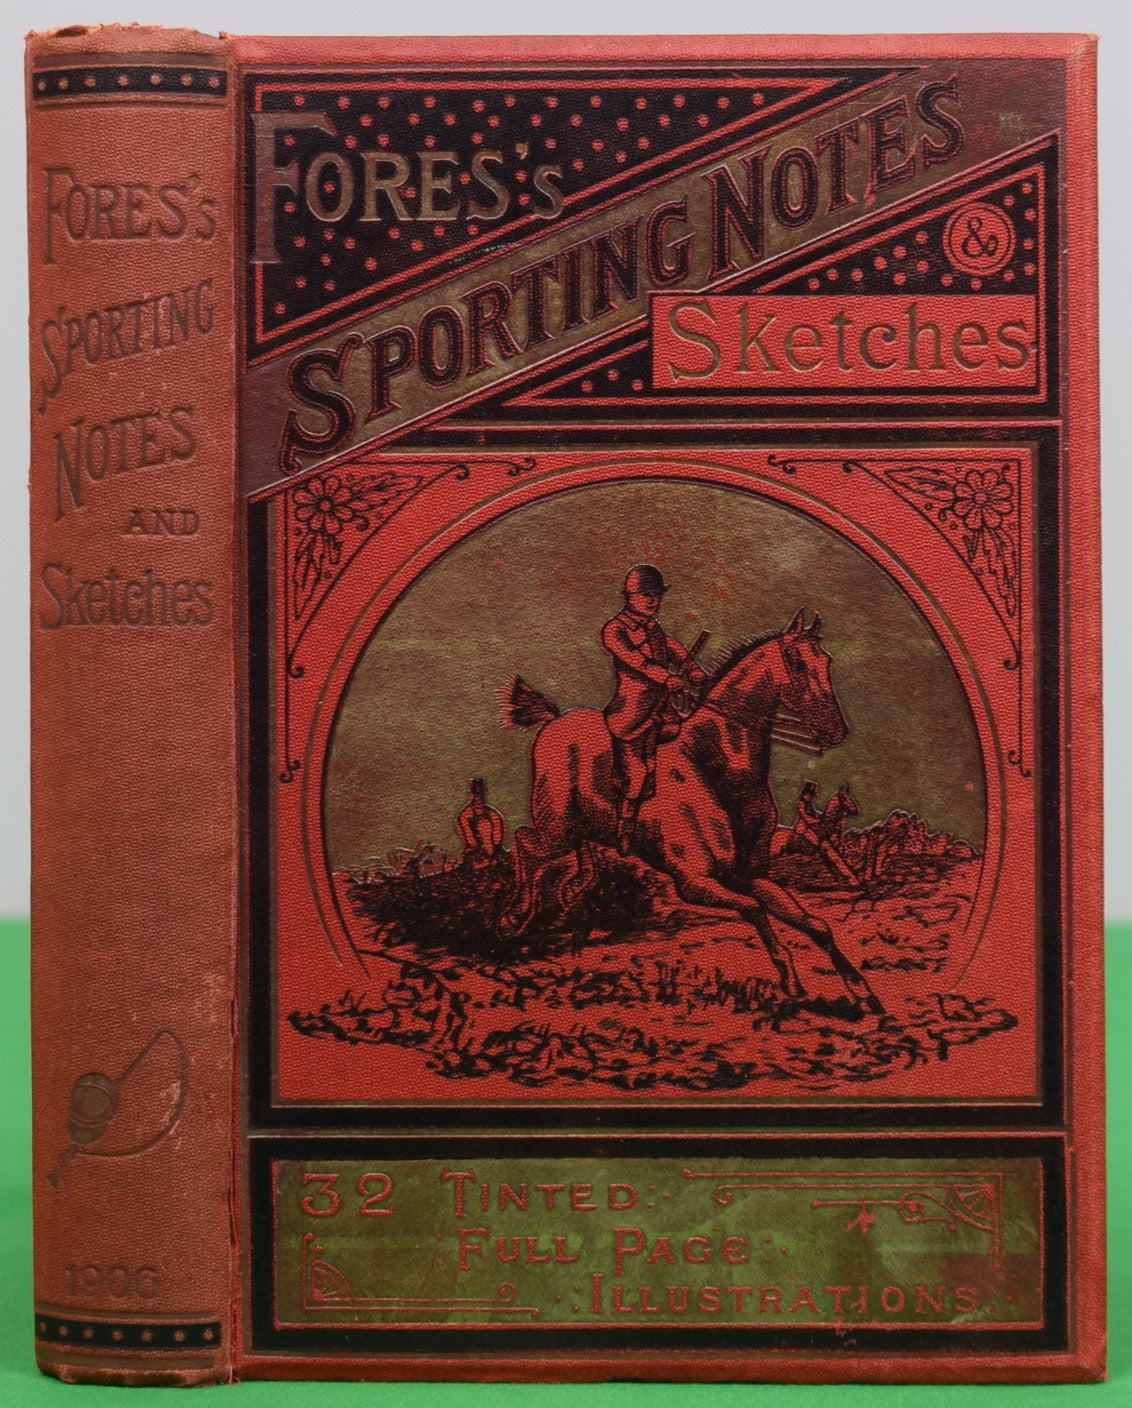 FORES'S
SPORTING
NOTES
AND
Sketches
1906
FORES'S
SPORTING NOTES
&
Sketches
32 TINTED
FULL PAGE
ILLUSTRATIONS